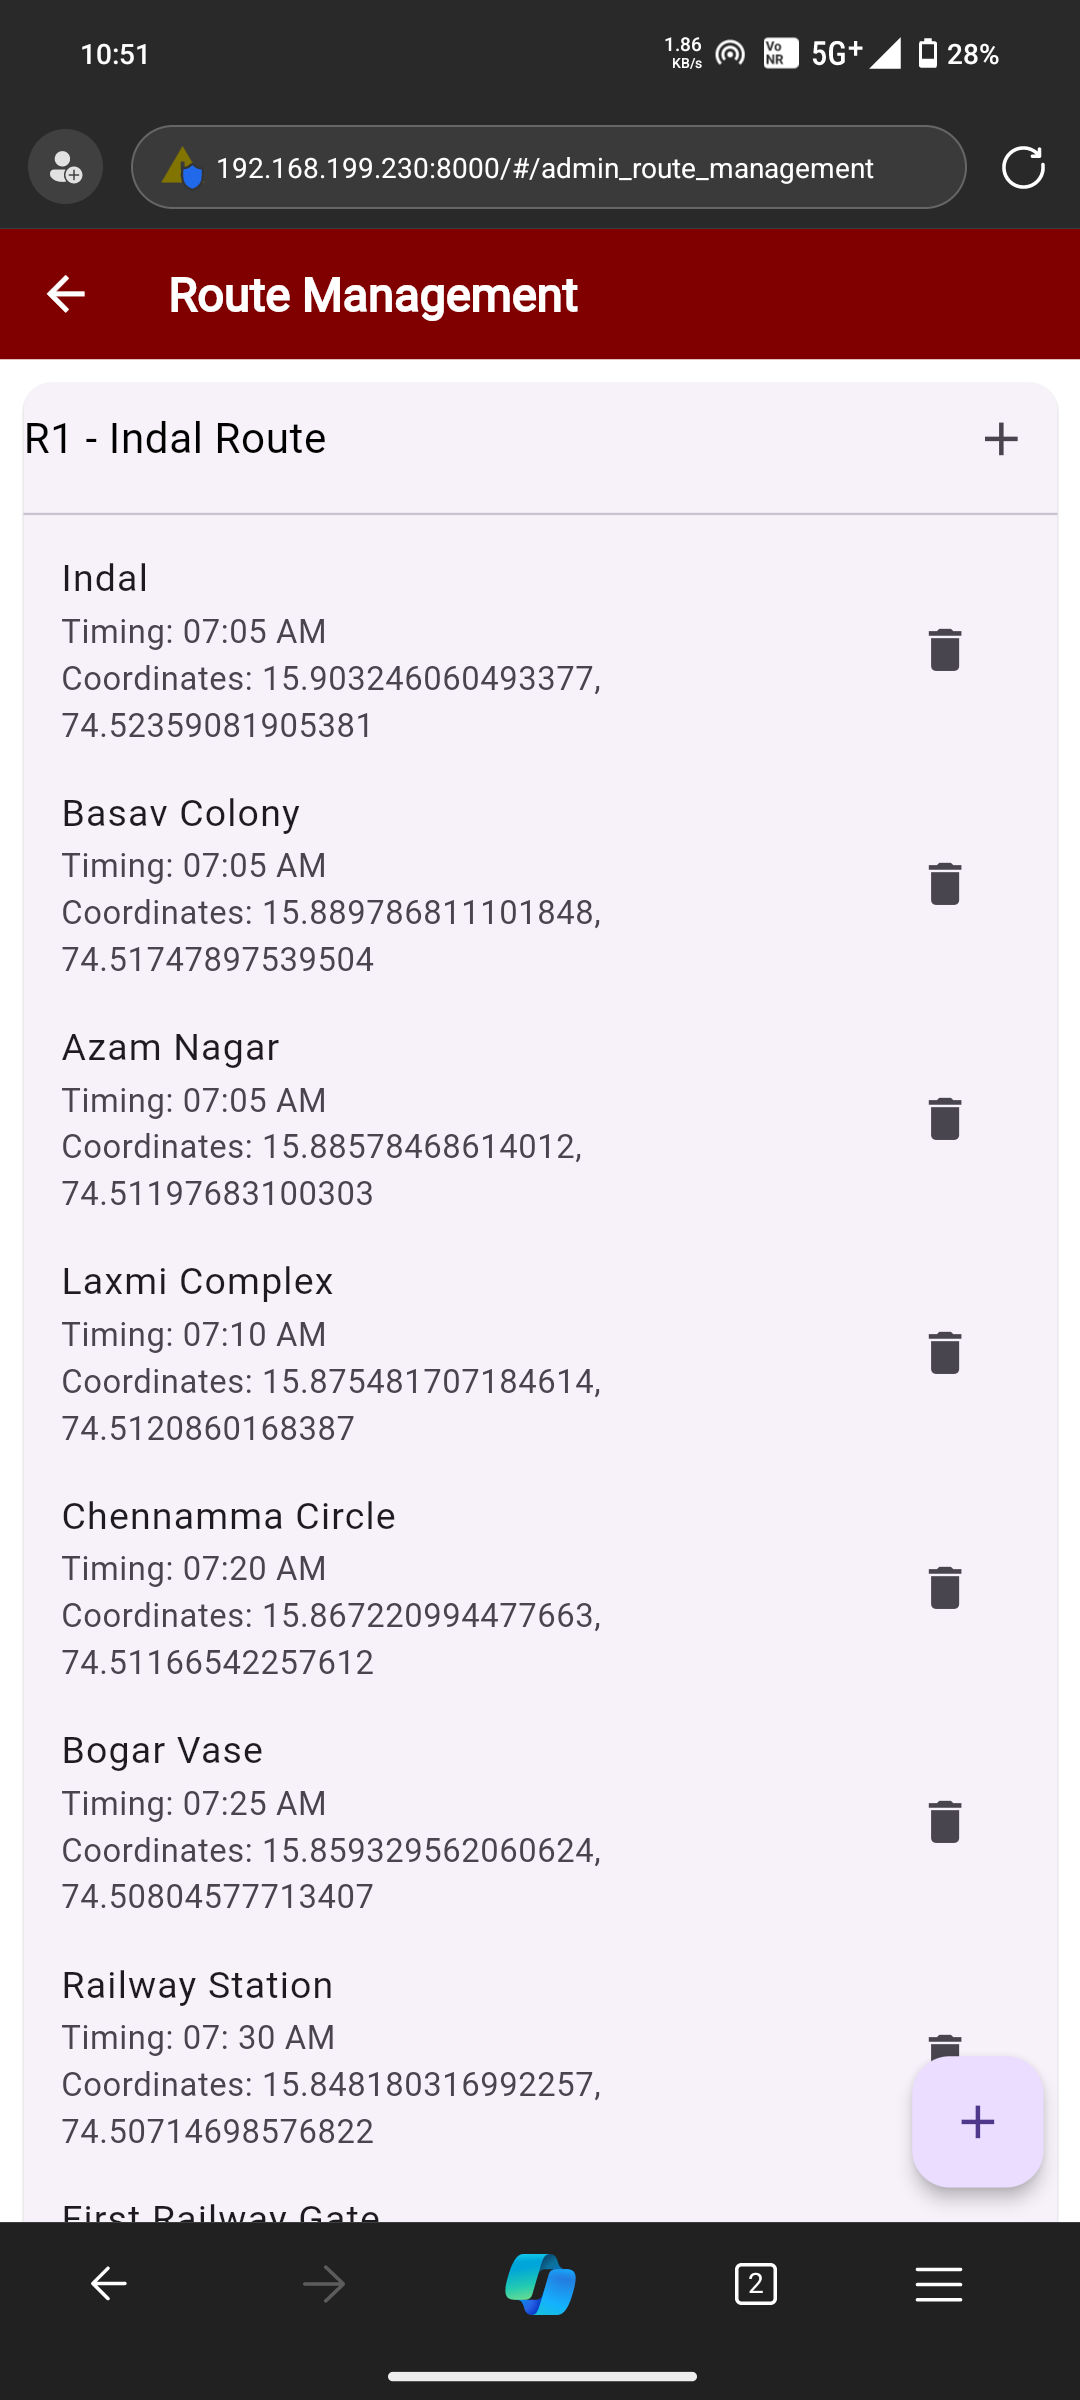 10:51
1.86
KB/s
Vo
NR
5G+
28%
192.168.199.230:8000/#/admin_route_management
Route Management
R1 - Indal Route
Indal
Timing: 07:05 AM
Coordinates: 15.903246060493377,
74.52359081905381
Basav Colony
Timing: 07:05 AM
Coordinates: 15.889786811101848,
74.51747897539504
Azam Nagar
Timing: 07:05 AM
Coordinates: 15.88578468614012,
74.51197683100303
Laxmi Complex
Timing: 07:10 AM
Coordinates: 15.875481707184614,
74.5120860168387
Chennamma Circle
Timing: 07:20 AM
Coordinates: 15.867220994477663,
74.51166542257612
Bogar Vase
Timing: 07:25 AM
Coordinates: 15.859329562060624,
74.50804577713407
Railway Station
Timing: 07: 30 AM
Coordinates: 15.848180316992257,
74.50714698576822
First Railway Gate
2